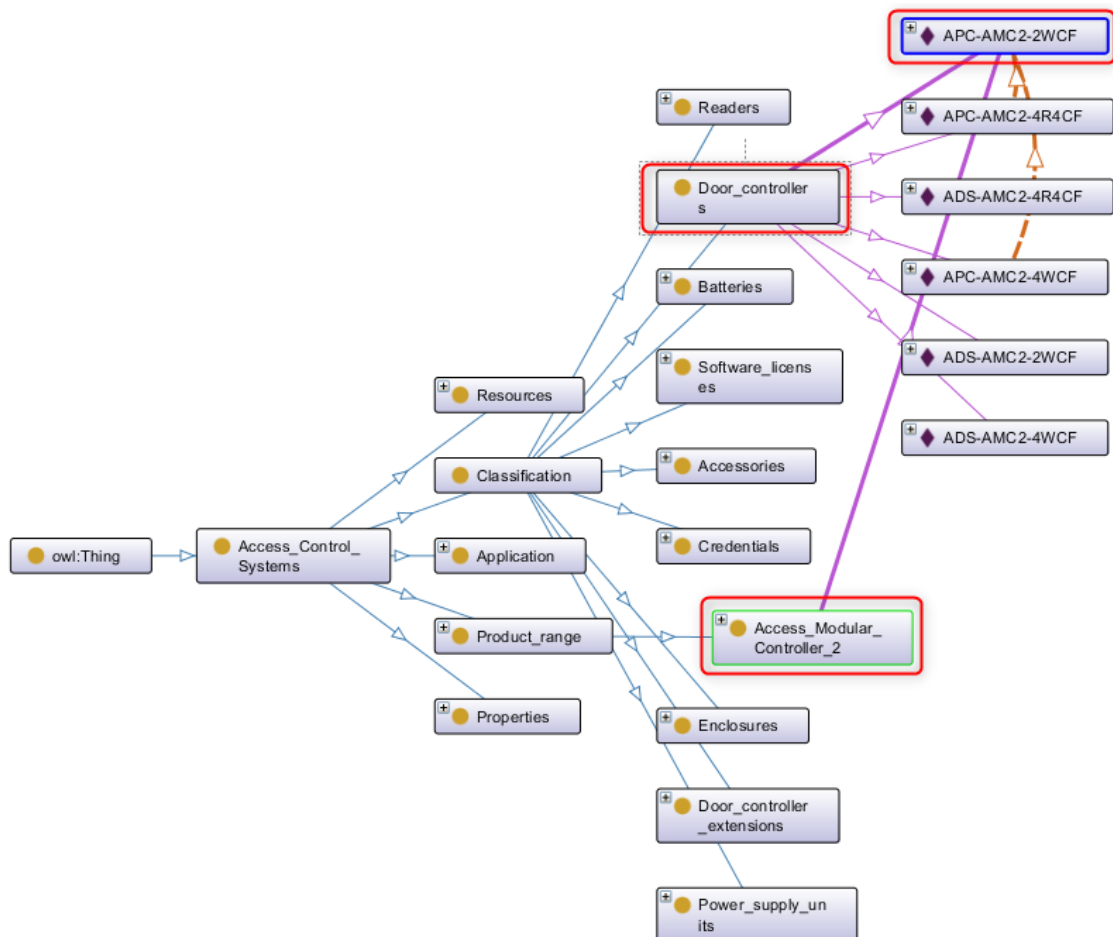 APC-AMC2-2WCF
Readers
APC-AMC2-4R4CF
Door_controller
s
ADS-AMC2-4R4CF
APC-AMC2-4WCF
Batteries
ADS-AMC2-2WCF
Software_licens
es
Resources
ADS-AMC2-4WCF
Classification
Accessories
Access_Control_
Systems
owl:Thing
Application
Credentials
Product_range
Access_Modular_
Controller_2
Properties
Enclosures
Door_controller
_extensions
Power_supply_un
its